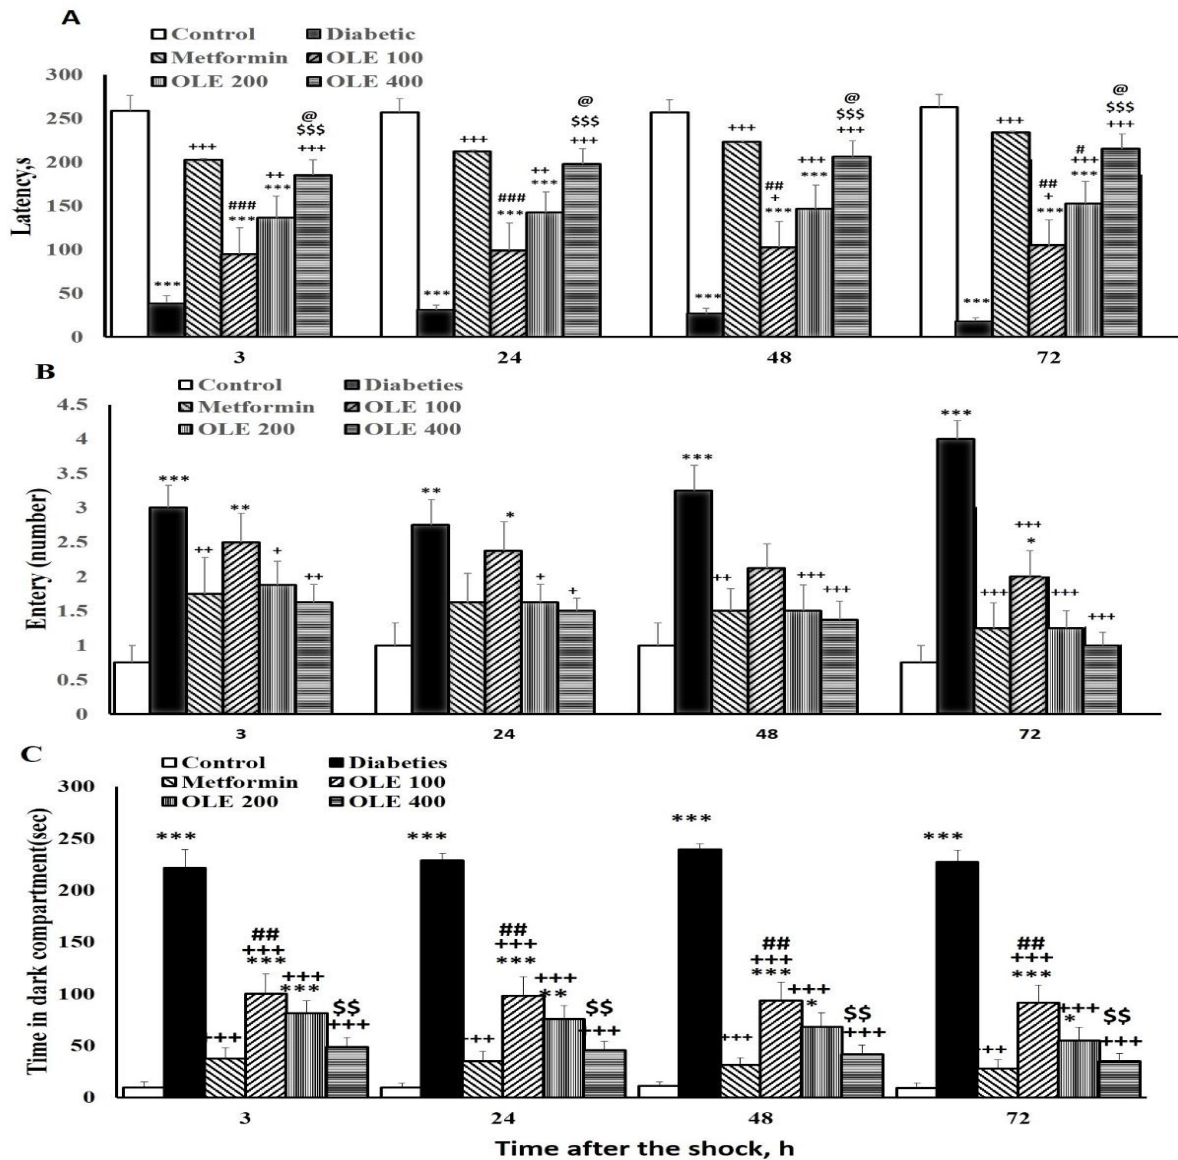 A
Control Diabetic
Metformin OLE 100
OLE 200 OLE 400
300
250
200
150
100
50
0
Latency,s
*** +++ ### *** ++ *** @ $$$ +++
*** +++ ### *** ++ *** @ $$$ +++
*** +++ ## + *** +++ *** @ $$$ +++
*** +++ ## + *** # +++ *** @ $$$ +++
3 24 48 72
B
Control Diabeties
Metformin OLE 100
OLE 200 OLE 400
4.5
4
3.5
3
2.5
2
1.5
1
0.5
0
Entery (number)
*** ++ ** + ++
** * + +
*** ++ +++ +++
*** +++ +++ * +++ +++
3 24 48 72
C
Control Diabeties
Metformin OLE 100
OLE 200 OLE 400
300
250
200
150
100
50
0
Time in dark compartment(sec)
*** +++ ## +++ *** +++ *** $$ +++
*** +++ ## +++ *** +++ ** $$ +++
*** +++ ## +++ *** +++ * $$ +++
*** +++ ## +++ *** +++ * $$ +++
3 24 48 72
Time after the shock, h